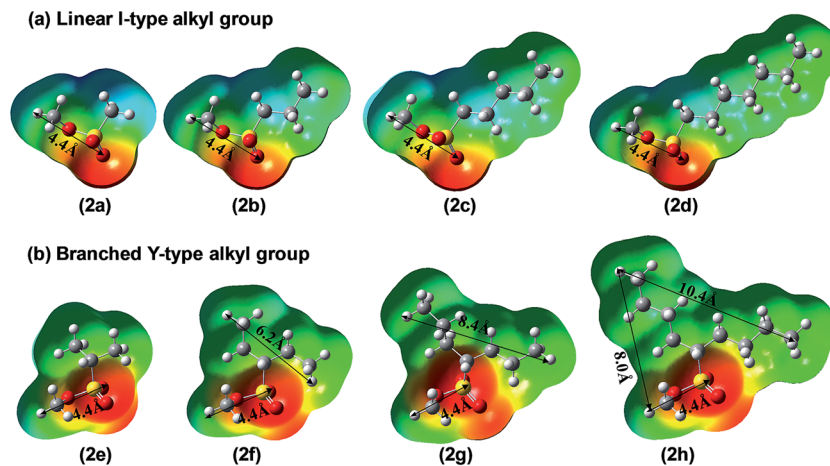 (a) Linear I-type alkyl group
4.4Å 4.4Å 4.4Å 4.4Å
(2a) (2b) (2c) (2d)
(b) Branched Y-type alkyl group
10.4Å
6.2Å 8.4Å
8.0Å
4.4Å 4.4Å 4.4Å 4.4Å
(2e) (2f) (2g) (2h)